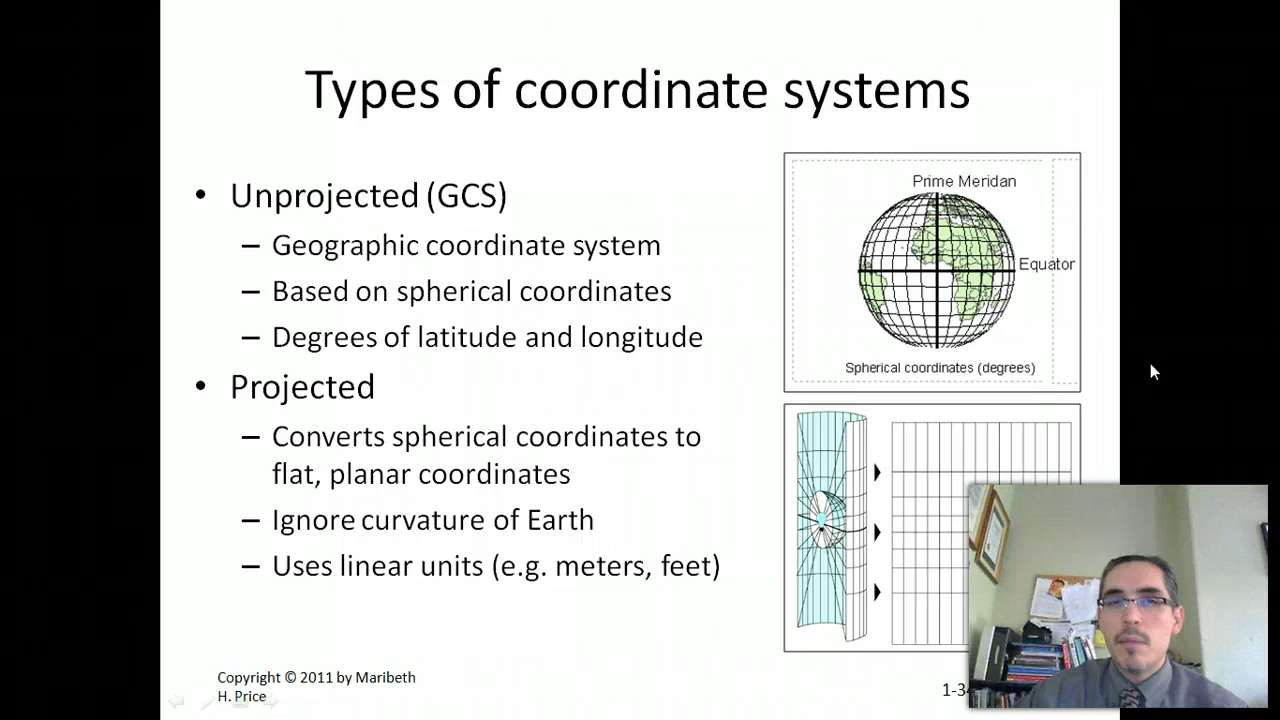 Types of coordinate systems
• Unprojected (GCS)
– Geographic coordinate system
– Based on spherical coordinates
– Degrees of latitude and longitude
• Projected
– Converts spherical coordinates to
flat, planar coordinates
– Ignore curvature of Earth
– Uses linear units (e.g. meters, feet)
Prime Meridan
Equator
Spherical coordinates (degrees)
Copyright © 2011 by Maribeth
H. Price